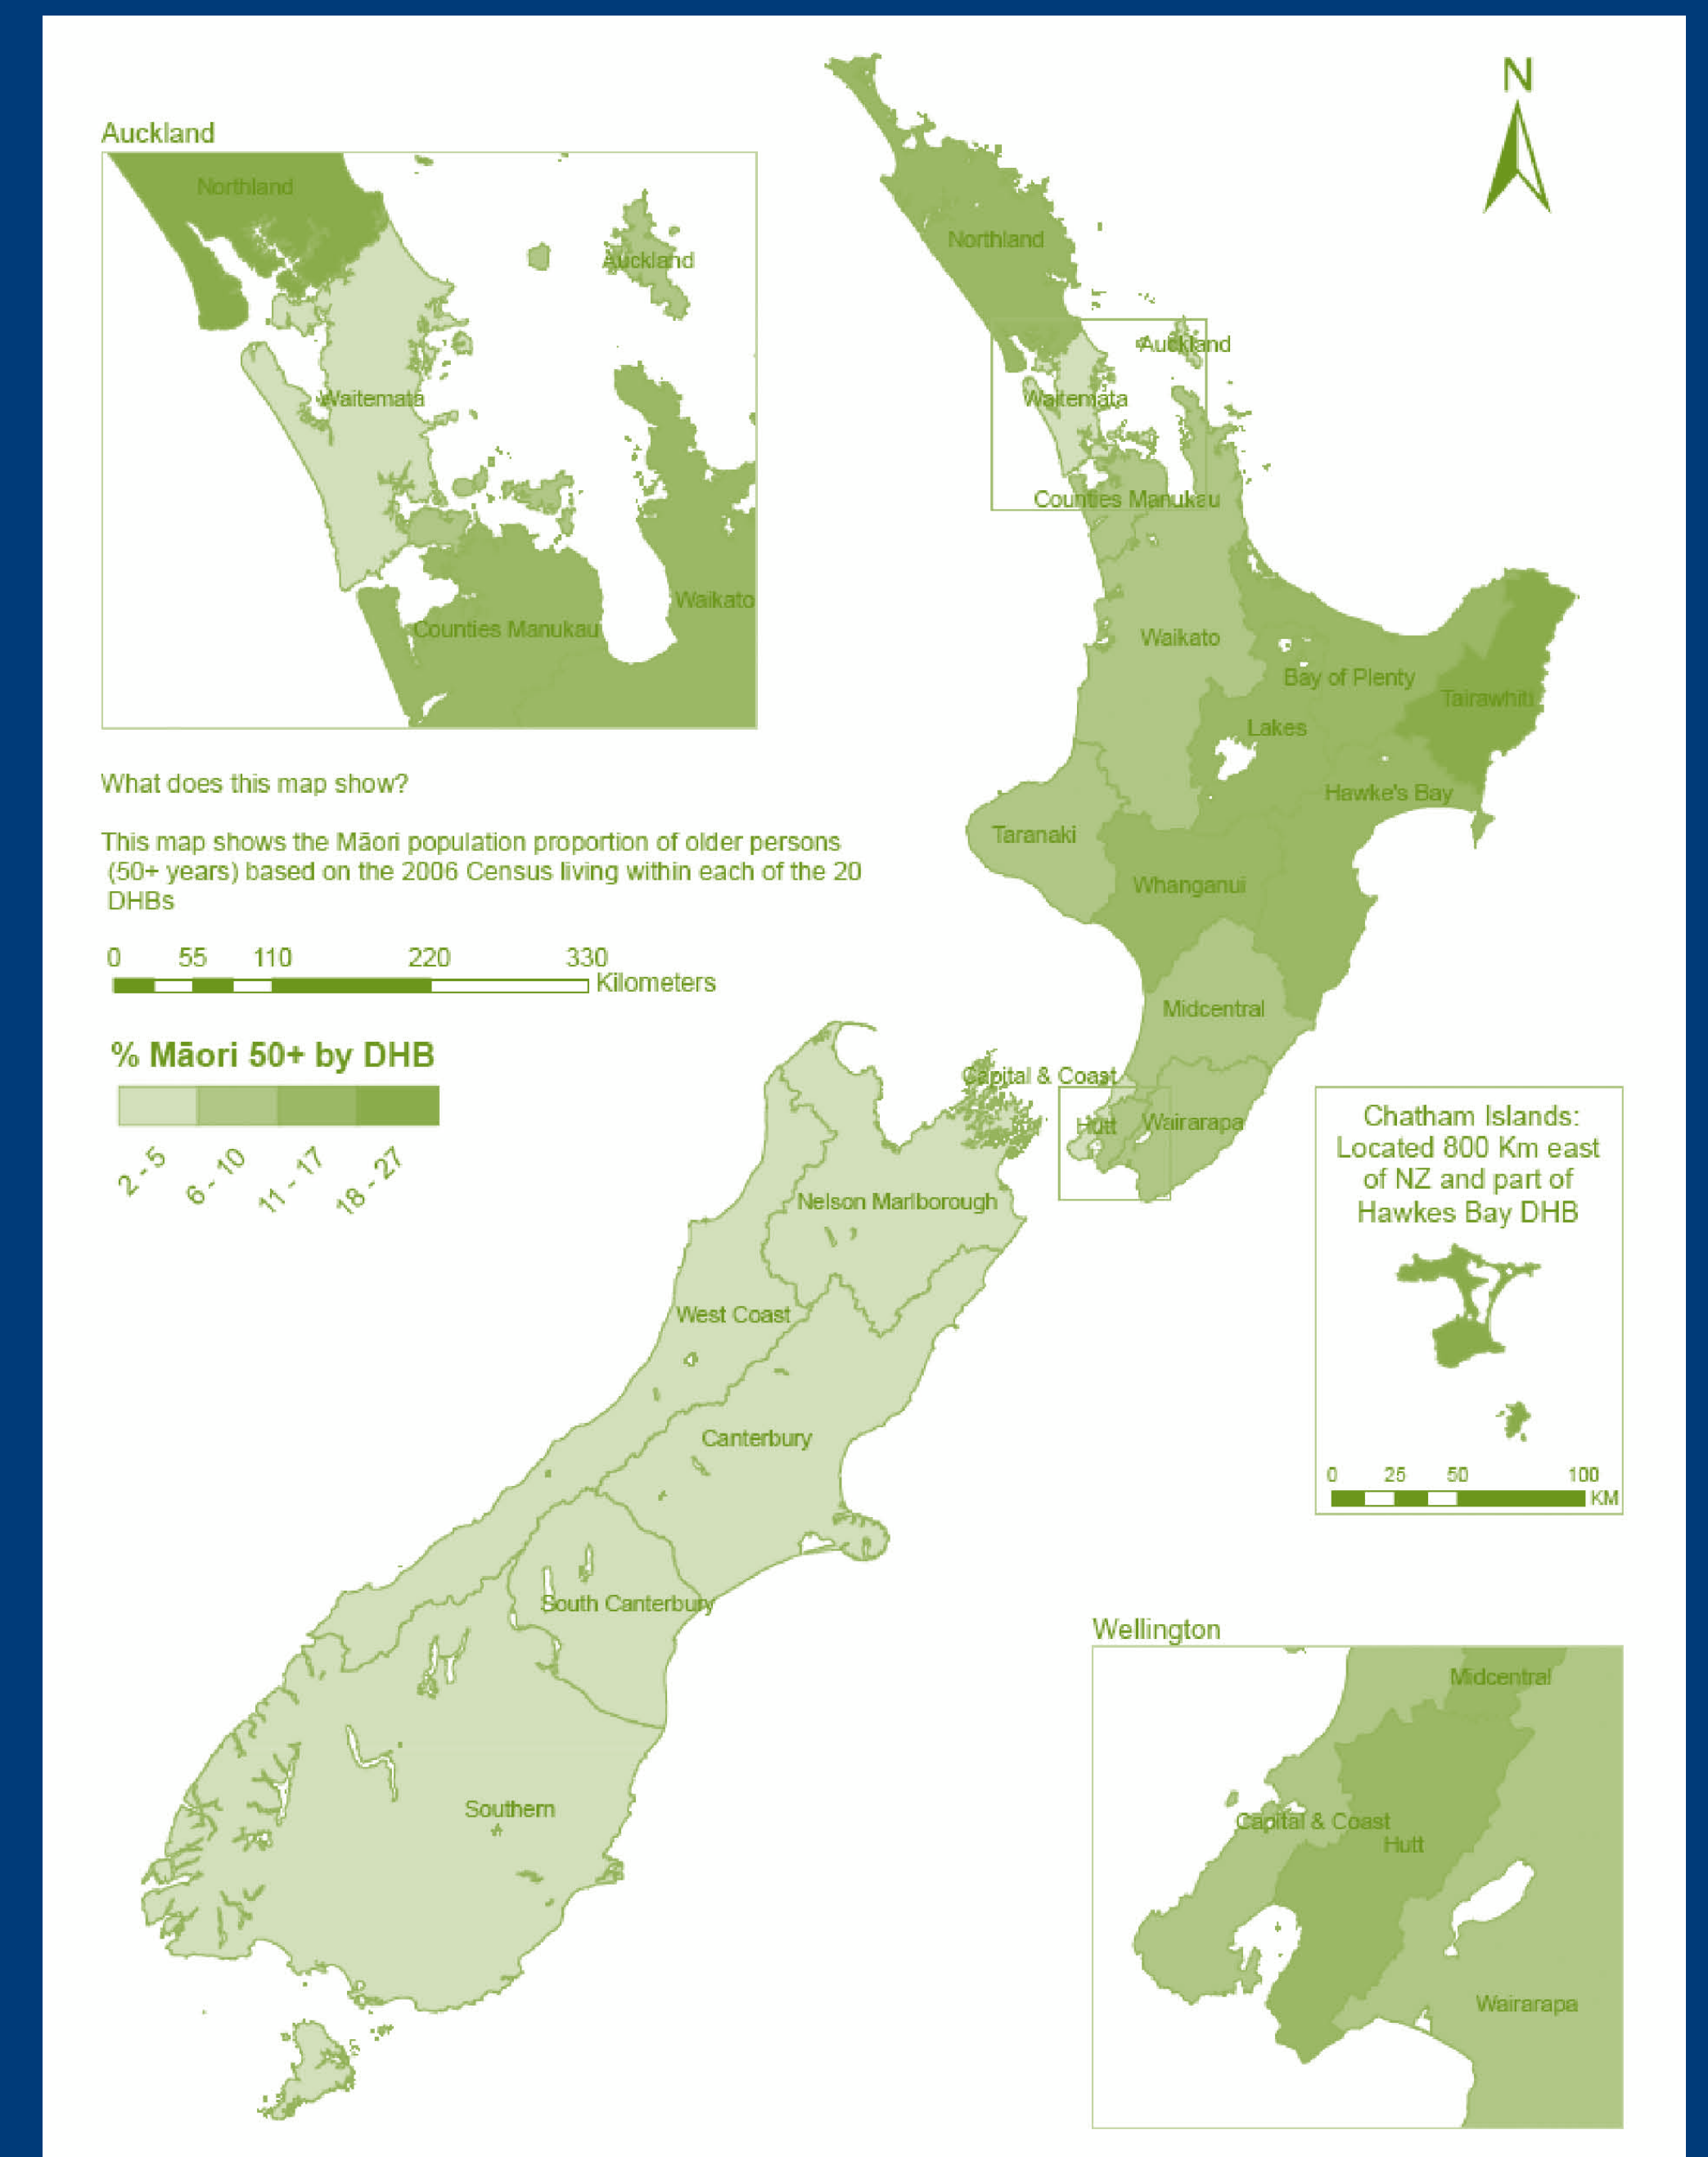 N
Auckland
Northland
Auckland
Waitemata
Waikato
Counties Manukau
Northland
Auckland
Waitemata
Counties Manukau
Waikato
Bay of Plenty
Tairawhiti
Lakes
Hawke's Bay
Taranaki
Whanganui
Midcentral
Capital & Coast
Hutt
Wairarapa
What does this map show?
This map shows the Māori population proportion of older persons
(50+ years) based on the 2006 Census living within each of the 20
DHBs
0 55 110 220 330
Kilometers
% Māori 50+ by DHB
2 - 5
6 - 10
11 - 17
18 - 27
Nelson Marlborough
West Coast
Canterbury
South Canterbury
Southern
Chatham Islands:
Located 800 Km east
of NZ and part of
Hawkes Bay DHB
0 25 50 100
KM
Wellington
Midcentral
Capital & Coast
Hutt
Wairarapa